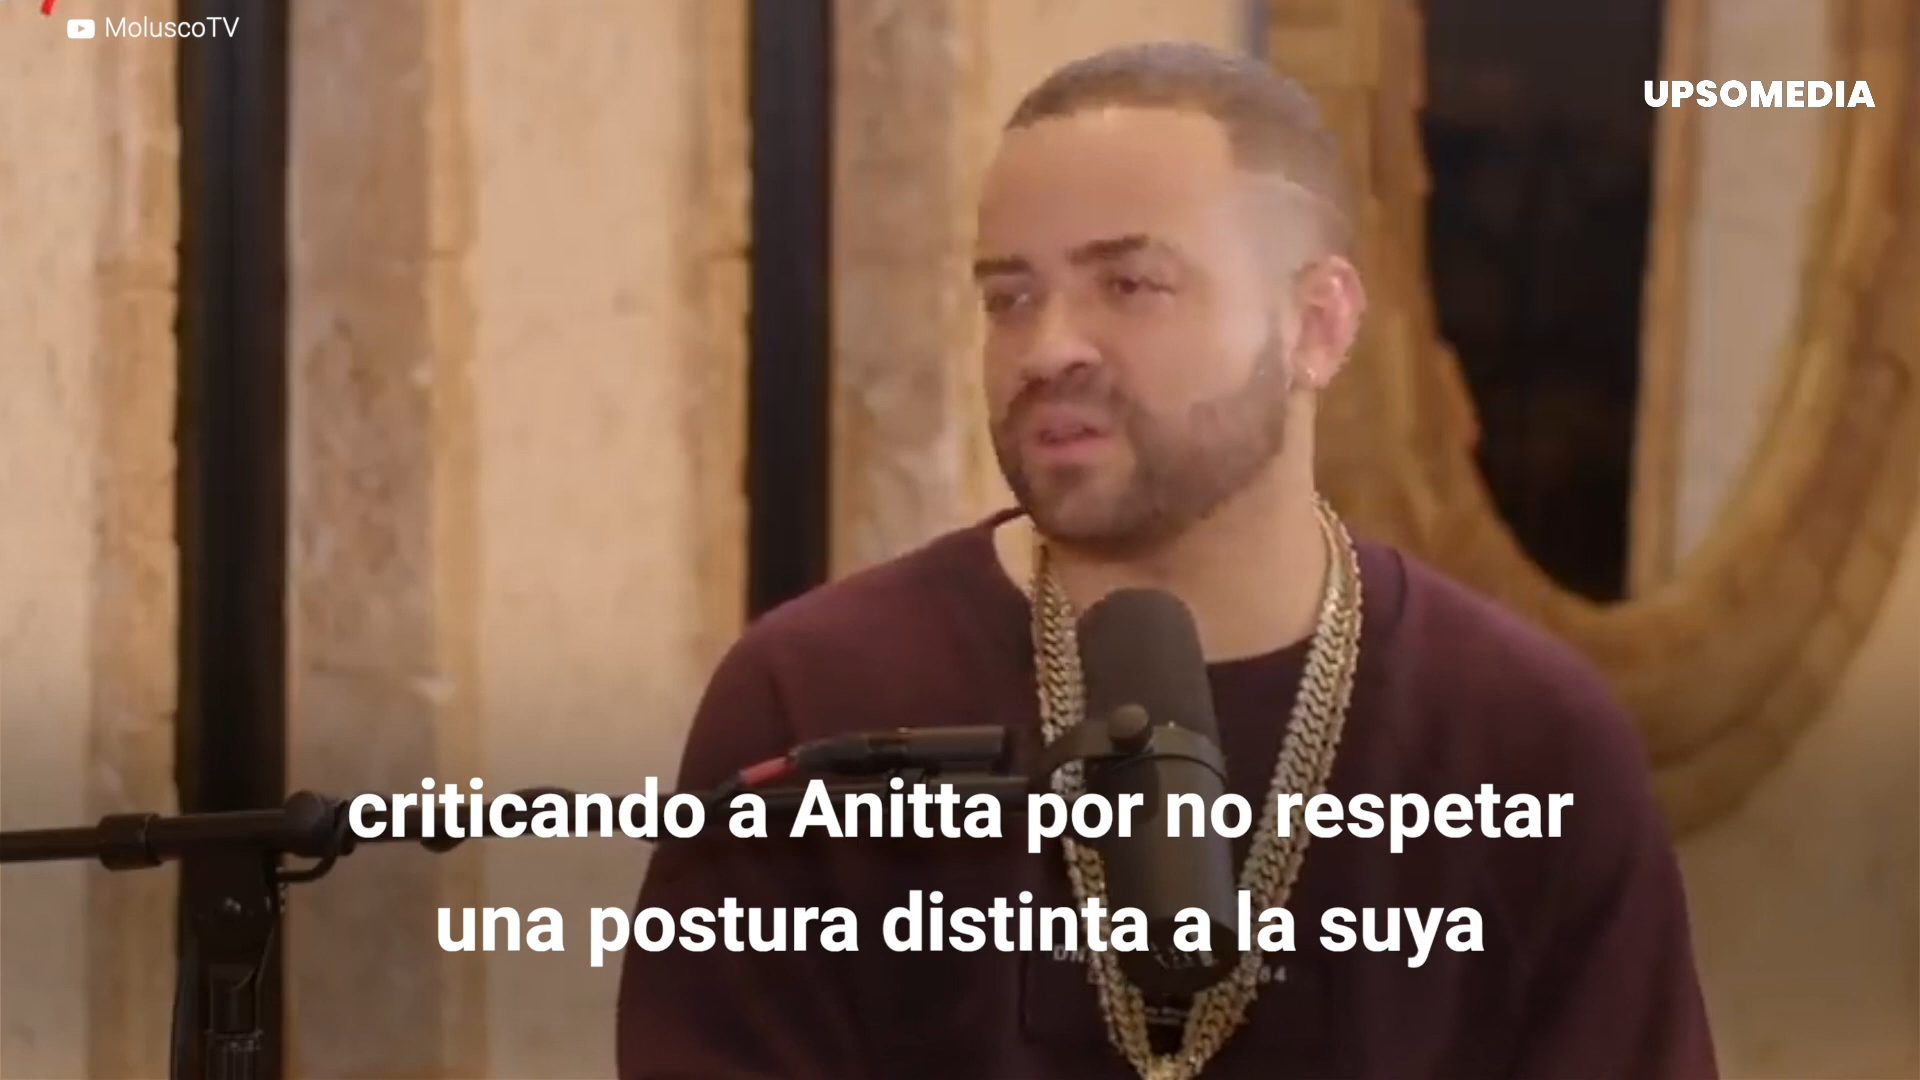 MoluscoTV
UPSOMEDIA
criticando a Anitta por no respetar
una postura distinta a la suya